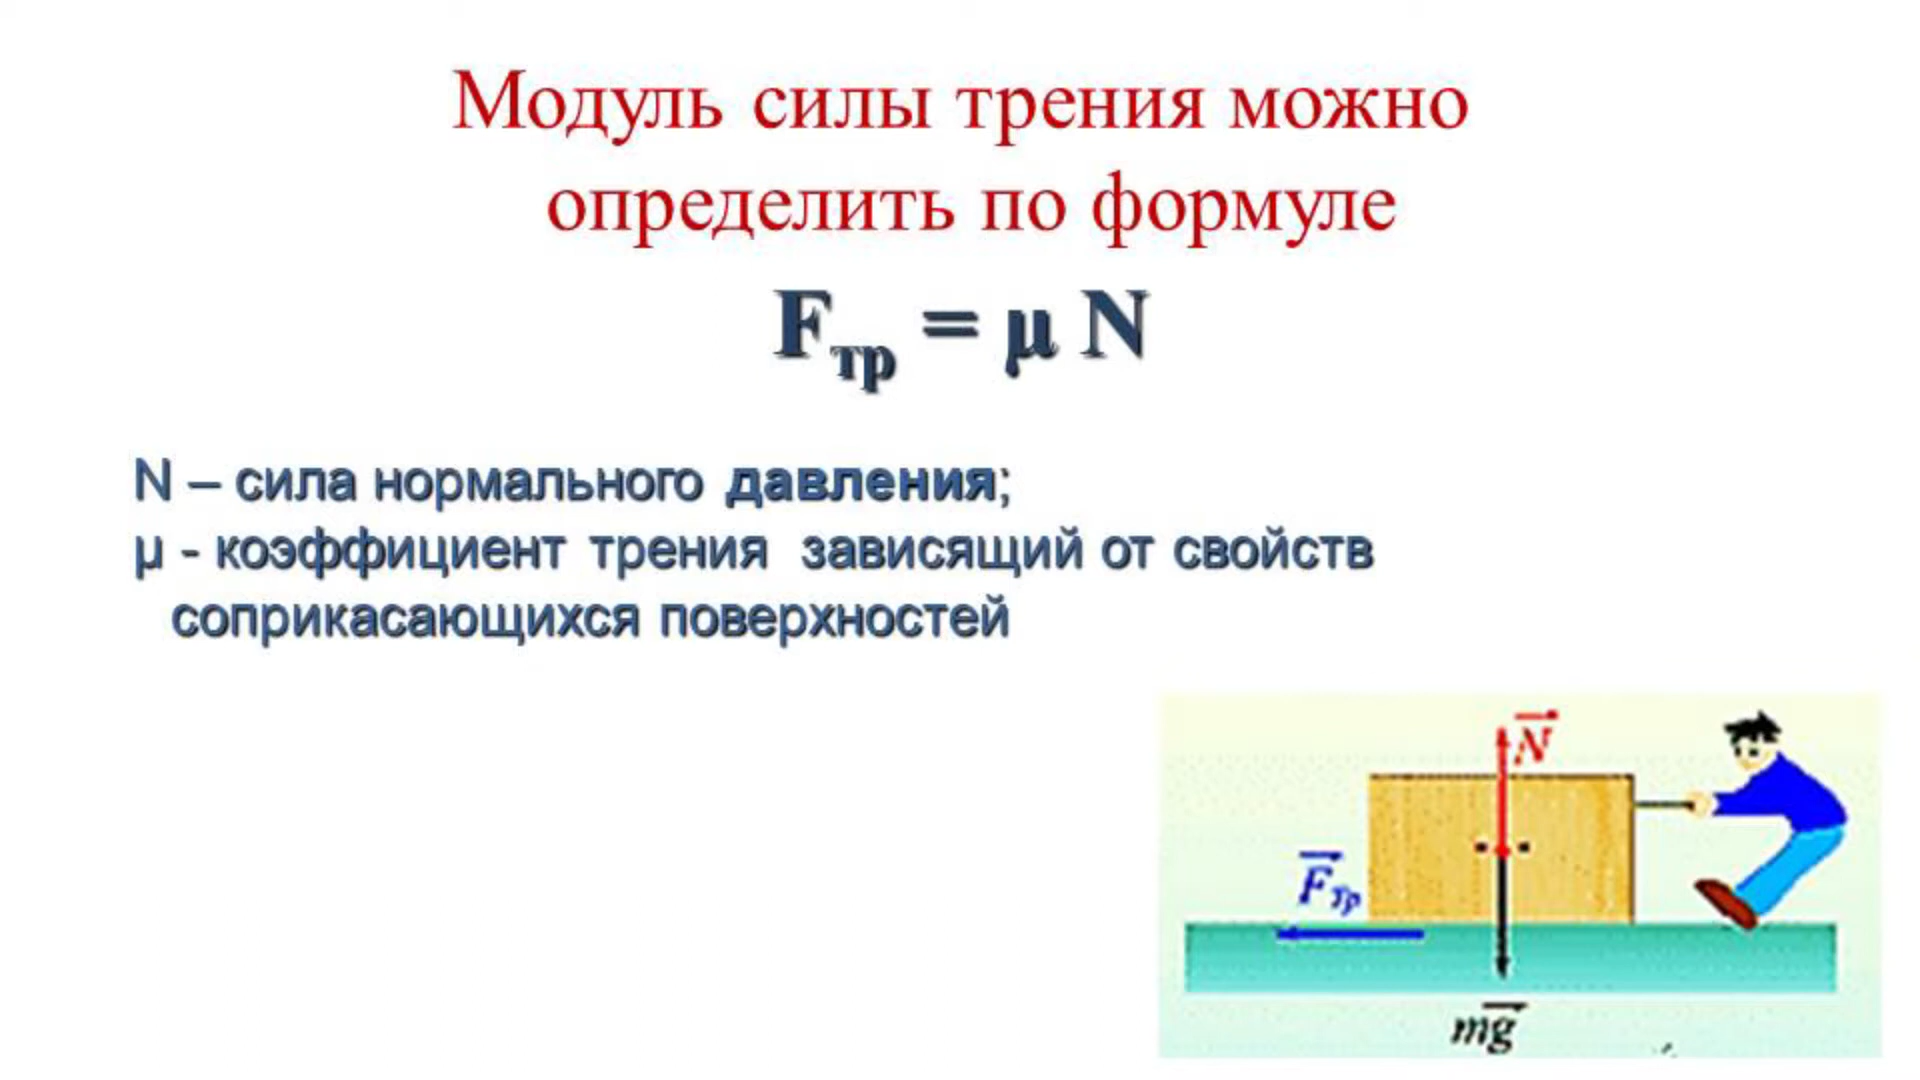 Модуль силы трения можно
определить по формуле
Fтр = μ N
N – сила нормального давления;
μ - коэффициент трения зависящий от свойств
соприкасающихся поверхностей
N
Fтр
mg